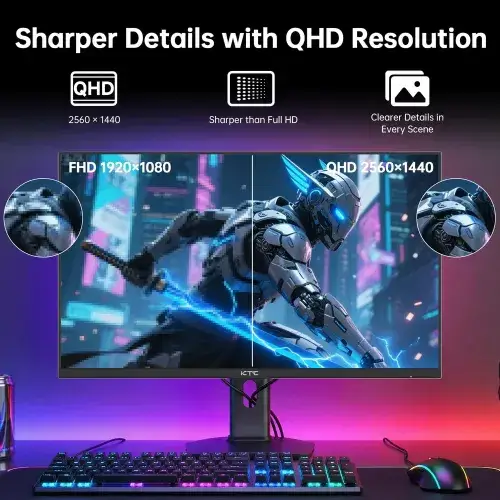 Sharper Details with QHD Resolution
QHD
2560 × 1440
Sharper than Full HD
Clearer Details in
Every Scene
FHD 1920×1080
QHD 2560×1440
KTC